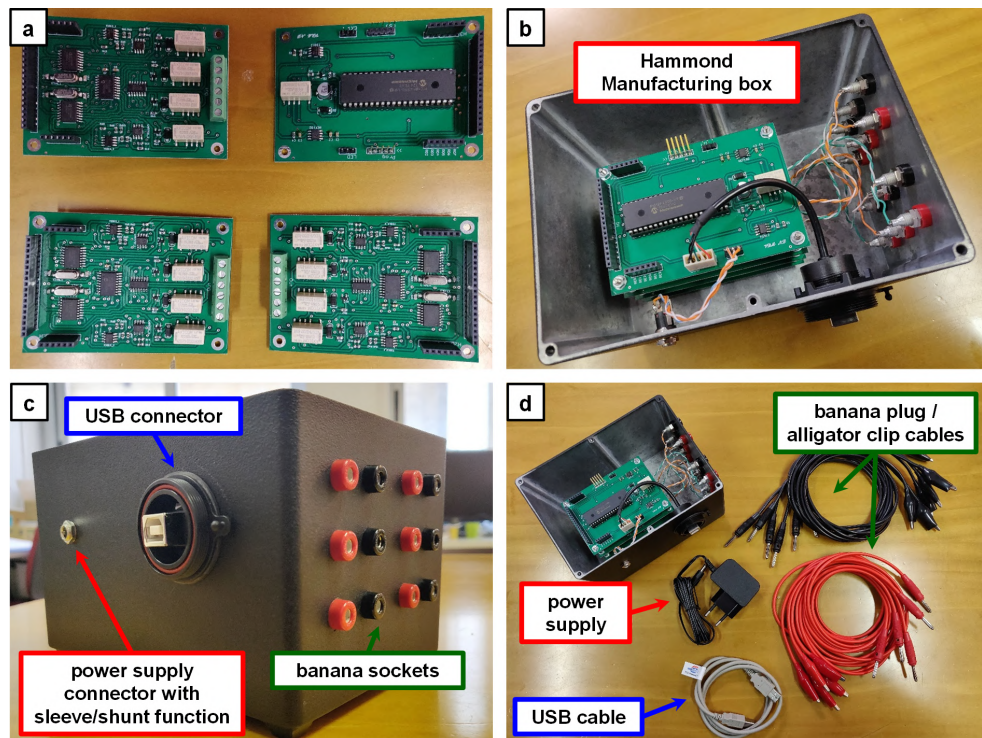 a
b
Hammond
Manufacturing box
c
USB connector
power supply
connector with
sleeve/shunt function
banana sockets
d
banana plug /
alligator clip cables
power
supply
USB cable